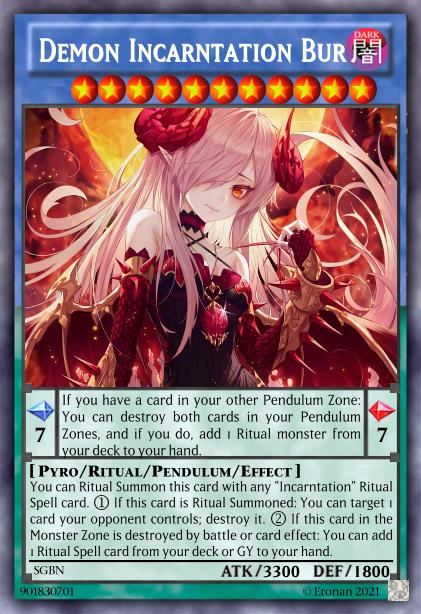 DEMON INCARNTATION BUR
DARK
闇
If you have a card in your other Pendulum Zone:
You can destroy both cards in your Pendulum
Zones, and if you do, add 1 Ritual monster from
your deck to your hand.
7
7
[ PYRO/RITUAL/PENDULUM/EFFECT ]
You can Ritual Summon this card with any "Incarntation" Ritual
Spell card. ① If this card is Ritual Summoned: You can target 1
card your opponent controls; destroy it. ② If this card in the
Monster Zone is destroyed by battle or card effect: You can add
1 Ritual Spell card from your deck or GY to your hand.
SGBN
ATK/3300 DEF/1800
901830701
© Eronan 2021